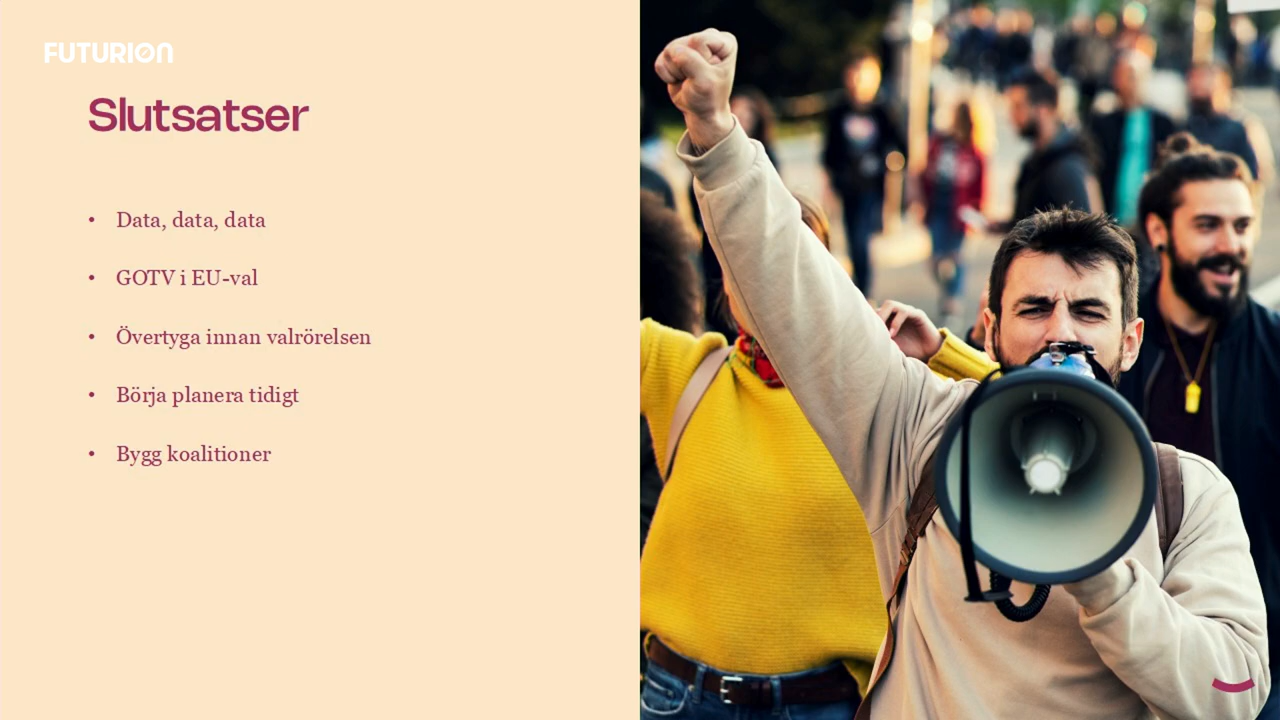 FUTURION
Slutsatser
• Data, data, data
• GOTV i EU-val
• Övertyga innan valrörelsen
• Börja planera tidigt
• Bygg koalitioner